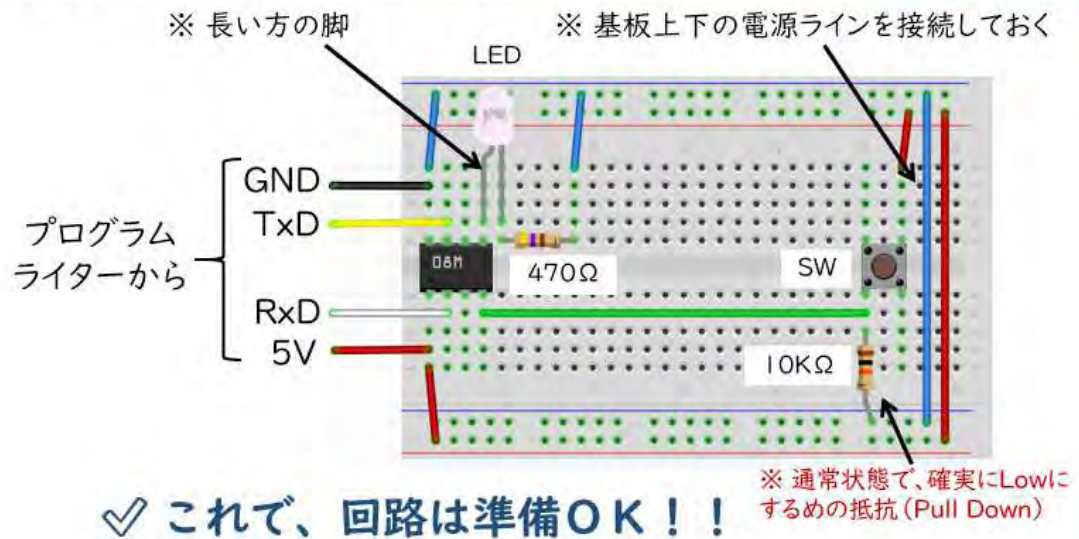 ※ 長い方の脚
※ 基板上下の電源ラインを接続しておく
LED
GND
TxD
プログラム
ライターから
08M
470Ω
SW
RxD
5V
10KΩ
※ 通常状態で、確実にLowに
するめの抵抗(Pull Down)
✓ これで、回路は準備OK!!